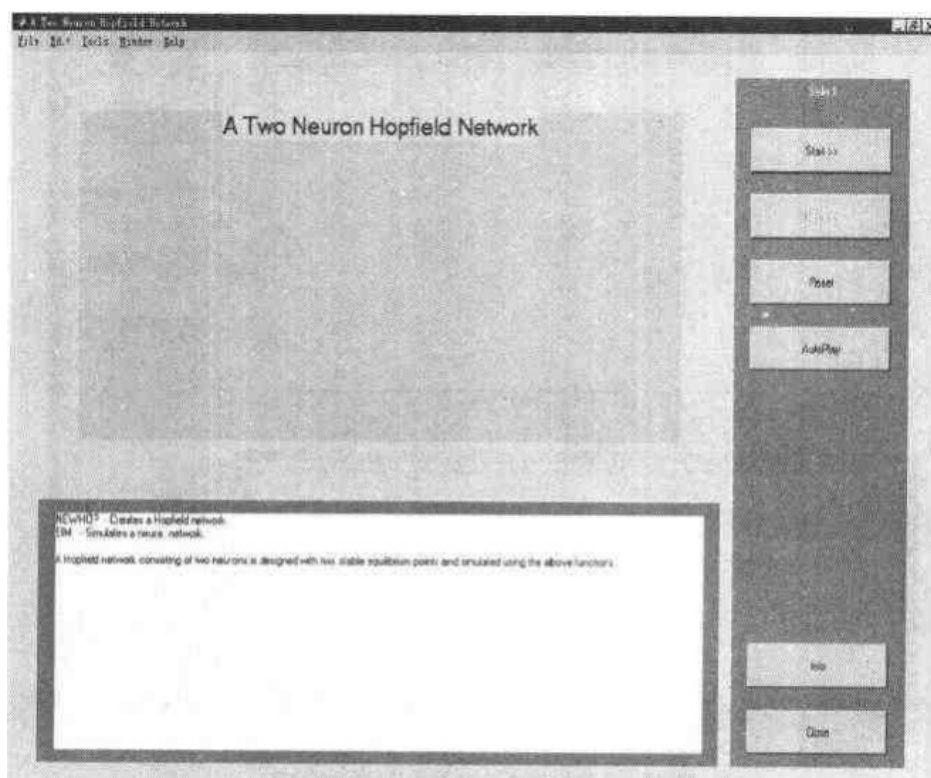 A Two Neuron Hopfield Network
File Edit Tools Window Help
A Two Neuron Hopfield Network
Start >>
Reset
AutoPlay
Info
Close
NEWHOP - Creates a Hopfield network.
SIM - Simulates a neural network.
A Hopfield network consisting of two neurons is designed with two stable equilibrium points and simulated using the above functions.